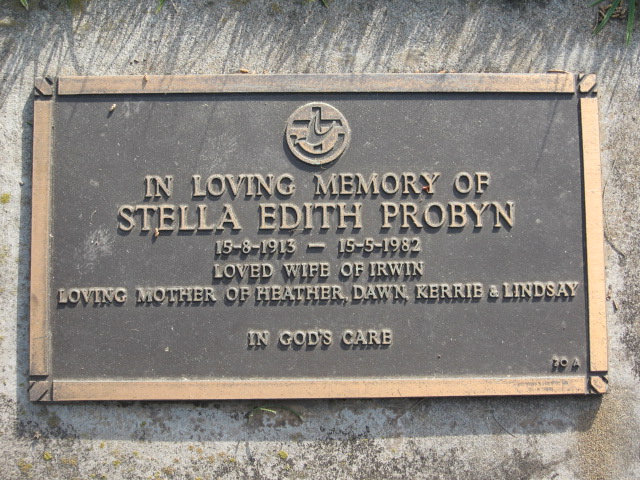 IN LOVING MEMORY OF
STELLA EDITH PROBYN
15-8-1913 — 15-5-1982
LOVED WIFE OF IRWIN
LOVING MOTHER OF HEATHER, DAWN, KERRIE & LINDSAY
IN GOD'S CARE
70 A